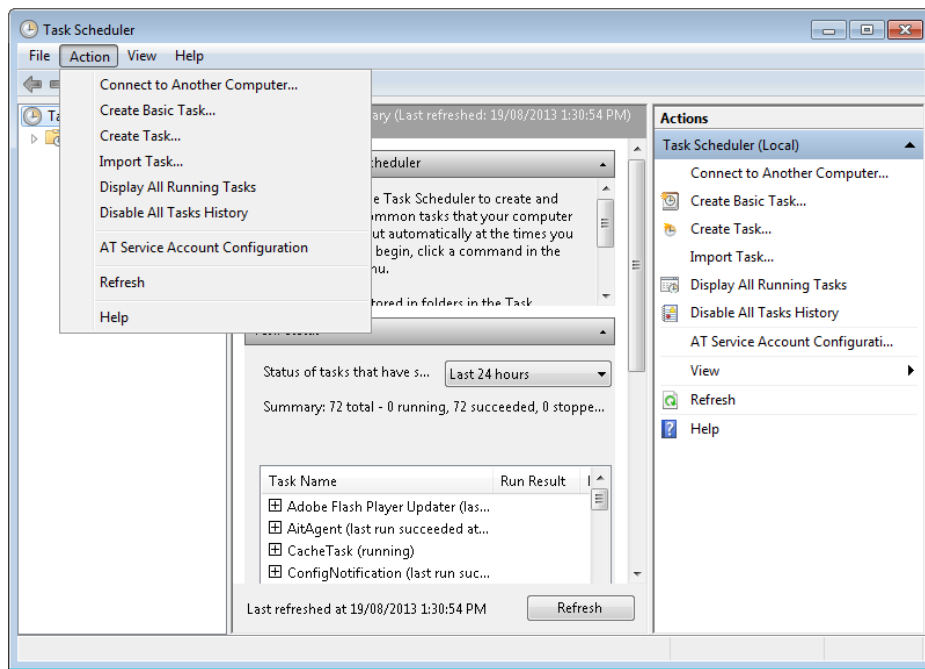 Task Scheduler
File Action View Help
Connect to Another Computer...
Create Basic Task...
Create Task...
Import Task...
Display All Running Tasks
Disable All Tasks History
AT Service Account Configuration
Refresh
Help
ary (Last refreshed: 19/08/2013 1:30:54 PM)
cheduler
e Task Scheduler to create and
ommon tasks that your computer
ut automatically at the times you
begin, click a command in the
nu.
tored in folders in the Task
Status of tasks that have s... Last 24 hours
Summary: 72 total - 0 running, 72 succeeded, 0 stoppe...
Task Name Run Result
Adobe Flash Player Updater (las...
AitAgent (last run succeeded at...
CacheTask (running)
ConfigNotification (last run suc...
Last refreshed at 19/08/2013 1:30:54 PM Refresh
Actions
Task Scheduler (Local)
Connect to Another Computer...
Create Basic Task...
Create Task...
Import Task...
Display All Running Tasks
Disable All Tasks History
AT Service Account Configurati...
View
Refresh
Help